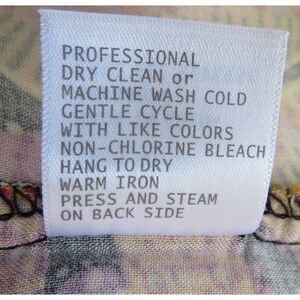 PROFESSIONAL
DRY CLEAN or
MACHINE WASH COLD
GENTLE CYCLE
WITH LIKE COLORS
NON-CHLORINE BLEACH
HANG TO DRY
WARM IRON
PRESS AND STEAM
ON BACK SIDE